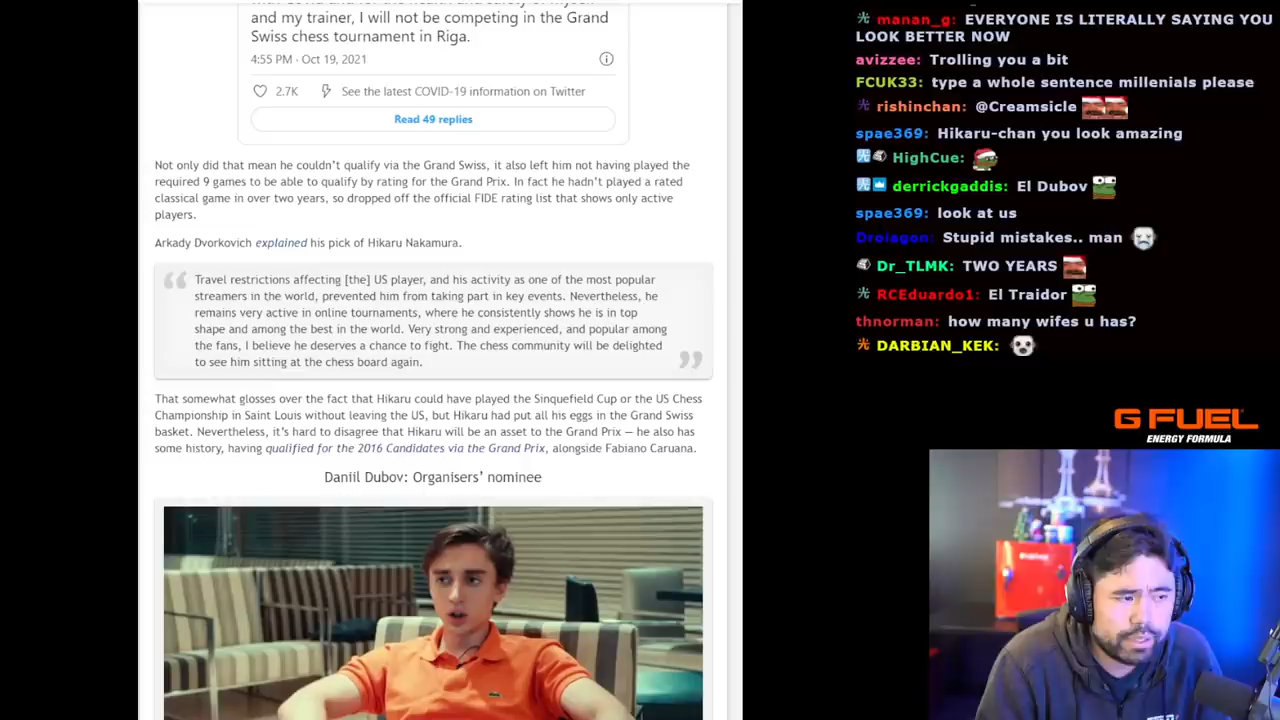 and my trainer, I will not be competing in the Grand
Swiss chess tournament in Riga.
4:55 PM · Oct 19, 2021
2.7K
See the latest COVID-19 information on Twitter
Read 49 replies
Not only did that mean he couldn't qualify via the Grand Swiss, it also left him not having played the
required 9 games to be able to qualify by rating for the Grand Prix. In fact he hadn't played a rated
classical game in over two years, so dropped off the official FIDE rating list that shows only active
players.
Arkady Dvorkovich explained his pick of Hikaru Nakamura.
Travel restrictions affecting [the] US player, and his activity as one of the most popular
streamers in the world, prevented him from taking part in key events. Nevertheless, he
remains very active in online tournaments, where he consistently shows he is in top
shape and among the best in the world. Very strong and experienced, and popular among
the fans, I believe he deserves a chance to fight. The chess community will be delighted
to see him sitting at the chess board again.
That somewhat glosses over the fact that Hikaru could have played the Sinquefield Cup or the US Chess
Championship in Saint Louis without leaving the US, but Hikaru had put all his eggs in the Grand Swiss
basket. Nevertheless, it's hard to disagree that Hikaru will be an asset to the Grand Prix — he also has
some history, having qualified for the 2016 Candidates via the Grand Prix, alongside Fabiano Caruana.
Daniil Dubov: Organisers' nominee
manan_g: EVERYONE IS LITERALLY SAYING YOU
LOOK BETTER NOW
avizzee: Trolling you a bit
FCUK33: type a whole sentence millenials please
rishinchan: @Creamsicle
spae369: Hikaru-chan you look amazing
HighCue:
derrickgaddis: El Dubov
spae369: look at us
Drolagon: Stupid mistakes.. man
Dr_TLMK: TWO YEARS
RCEduardo1: El Traidor
thnorman: how many wifes u has?
DARBIAN_KEK:
G FUEL
ENERGY FORMULA